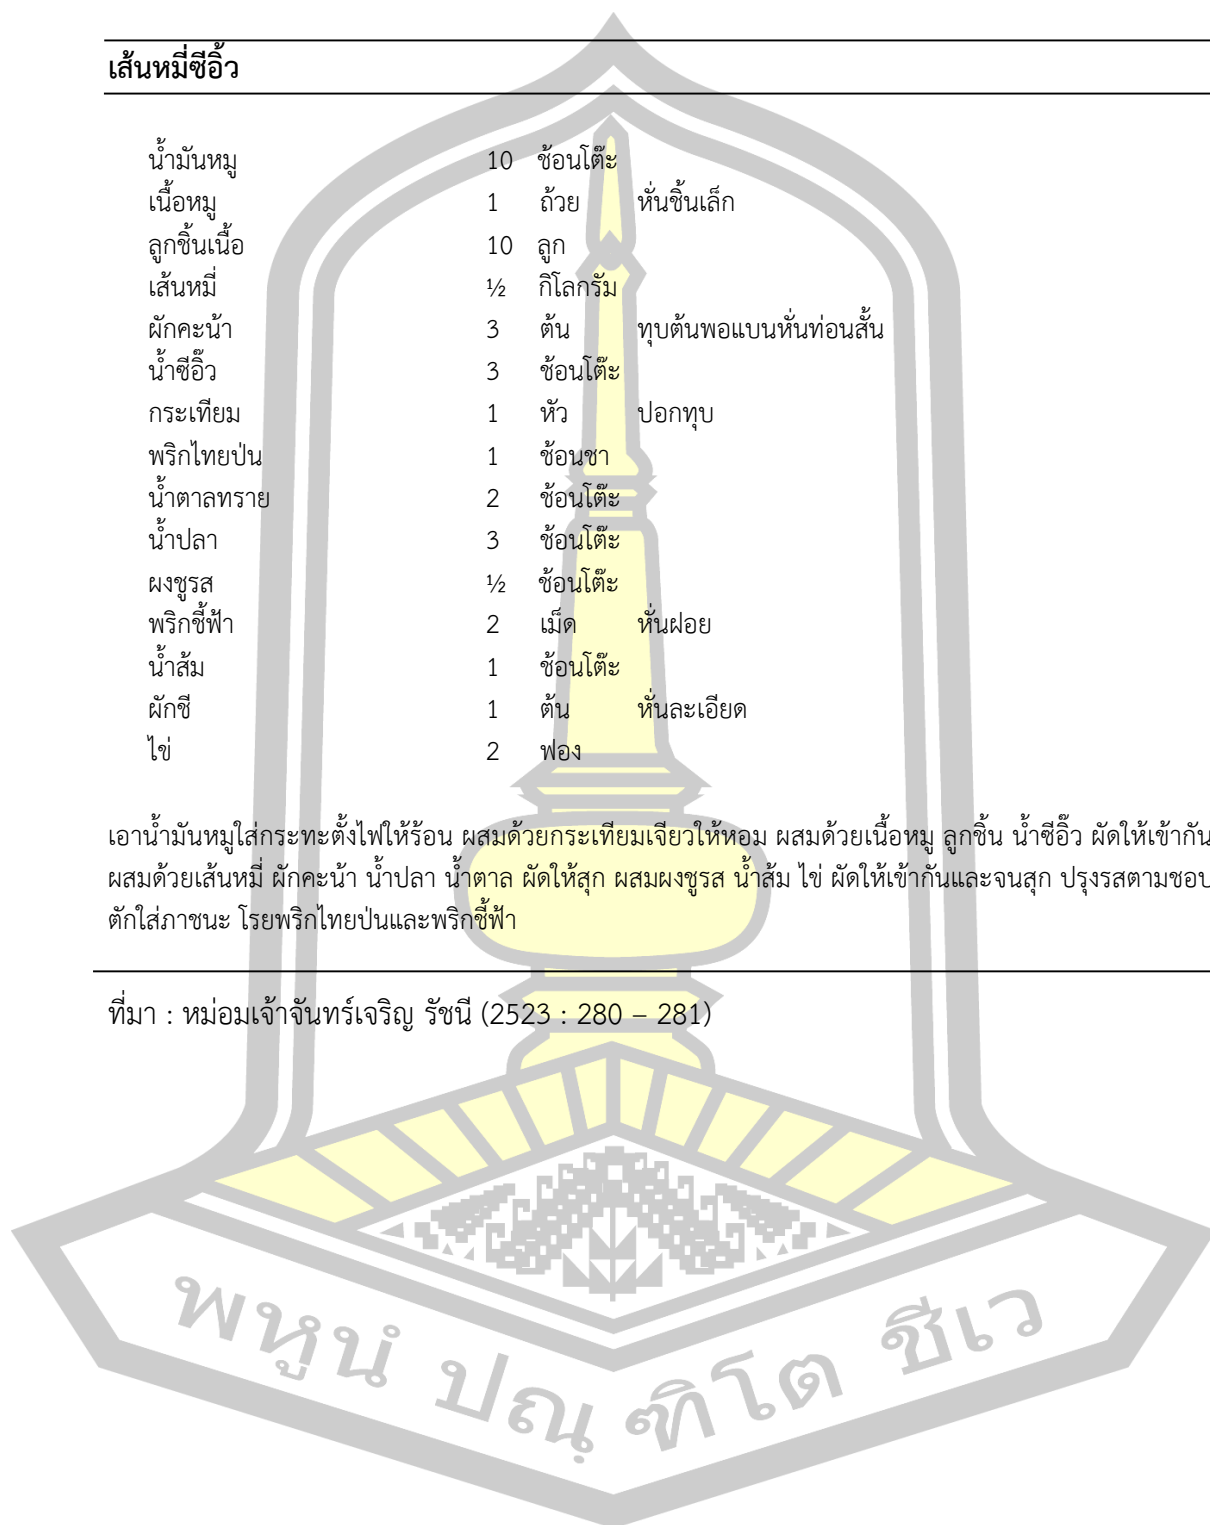 เส้นหมี่ซีอิ้ว
น้ำมันหมู 10 ช้อนโต๊ะ
เนื้อหมู 1 ถ้วย หั่นชิ้นเล็ก
ลูกชิ้นเนื้อ 10 ลูก
เส้นหมี่ ½ กิโลกรัม
ผักคะน้า 3 ต้น ทุบต้นพอแบนหั่นท่อนสั้น
น้ำซีอิ๊ว 3 ช้อนโต๊ะ
กระเทียม 1 หัว ปอกทุบ
พริกไทยป่น 1 ช้อนชา
น้ำตาลทราย 2 ช้อนโต๊ะ
น้ำปลา 3 ช้อนโต๊ะ
ผงชูรส ½ ช้อนโต๊ะ
พริกชี้ฟ้า 2 เม็ด หั่นฝอย
น้ำส้ม 1 ช้อนโต๊ะ
ผักชี 1 ต้น หั่นละเอียด
ไข่ 2 ฟอง
เอาน้ำมันหมูใส่กระทะตั้งไฟให้ร้อน ผสมด้วยกระเทียมเจียวให้หอม ผสมด้วยเนื้อหมู ลูกชิ้น น้ำซีอิ๊ว ผัดให้เข้ากัน
ผสมด้วยเส้นหมี่ ผักคะน้า น้ำปลา น้ำตาล ผัดให้สุก ผสมผงชูรส น้ำส้ม ไข่ ผัดให้เข้ากันและจนสุก ปรุงรสตามชอบ
ตักใส่ภาชนะ โรยพริกไทยป่นและพริกชี้ฟ้า
ที่มา : หม่อมเจ้าจันทร์เจริญ รัชนี (2523 : 280 – 281)
พหูนํ ปณฺฑิโต ชีเว